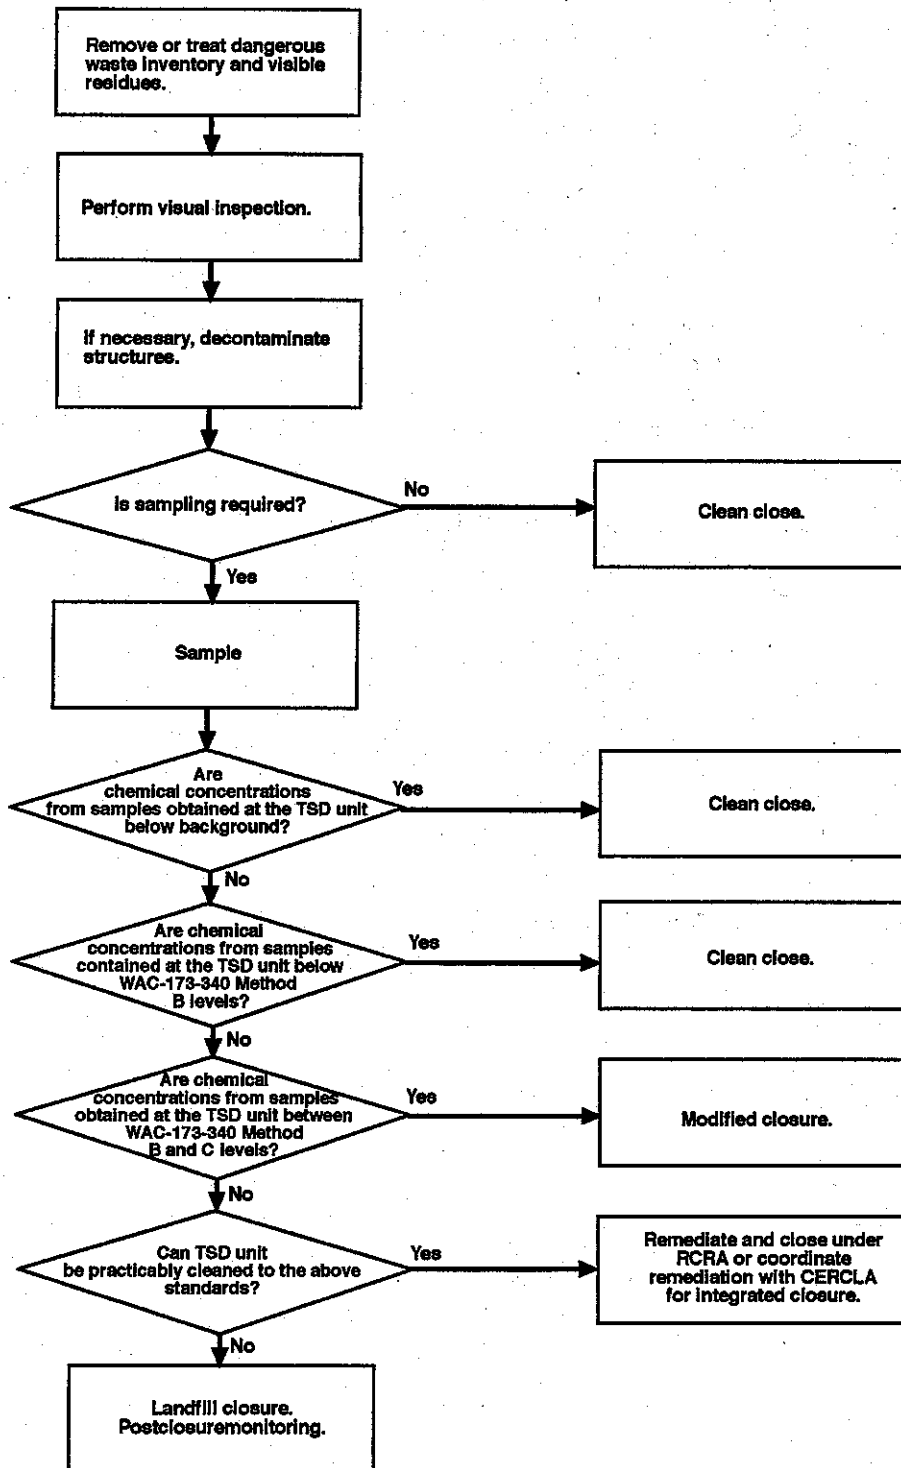 Remove or treat dangerous
waste inventory and visible
residues.
Perform visual inspection.
If necessary, decontaminate
structures.
Is sampling required?
No
Clean close.
Yes
Sample
Are
chemical concentrations
from samples obtained at the TSD unit
below background?
Yes
Clean close.
No
Are chemical
concentrations from samples
contained at the TSD unit below
WAC-173-340 Method
B levels?
Yes
Clean close.
No
Are chemical
concentrations from samples
obtained at the TSD unit between
WAC-173-340 Method
B and C levels?
Yes
Modified closure.
No
Can TSD unit
be practicably cleaned to the above
standards?
Yes
Remediate and close under
RCRA or coordinate
remediation with CERCLA
for integrated closure.
No
Landfill closure.
Postclosuremonitoring.